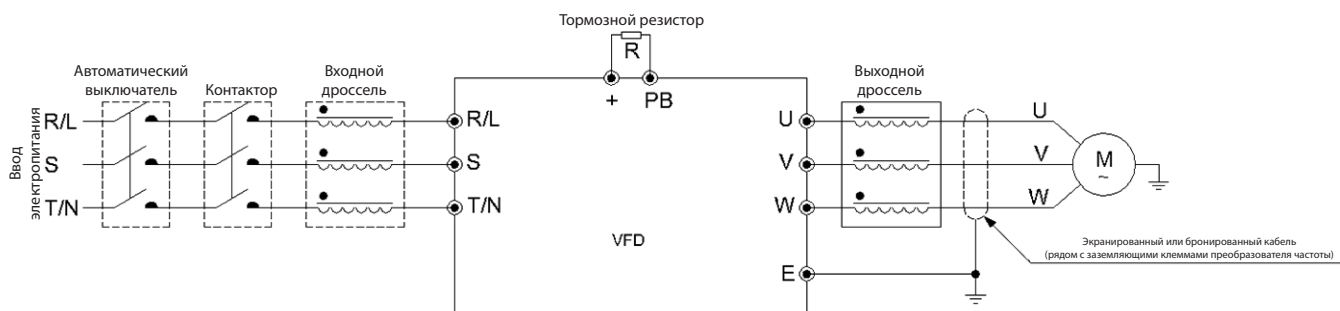 Тормозной резистор
R
+
PB
Автоматический
выключатель
Контактор
Входной
дроссель
Выходной
дроссель
Ввод
электропитания
R/L
S
T/N
R/L
S
T/N
VFD
U
V
W
E
U
V
W
M
~
Экранированный или бронированный кабель
(рядом с заземляющими клеммами преобразователя частоты)